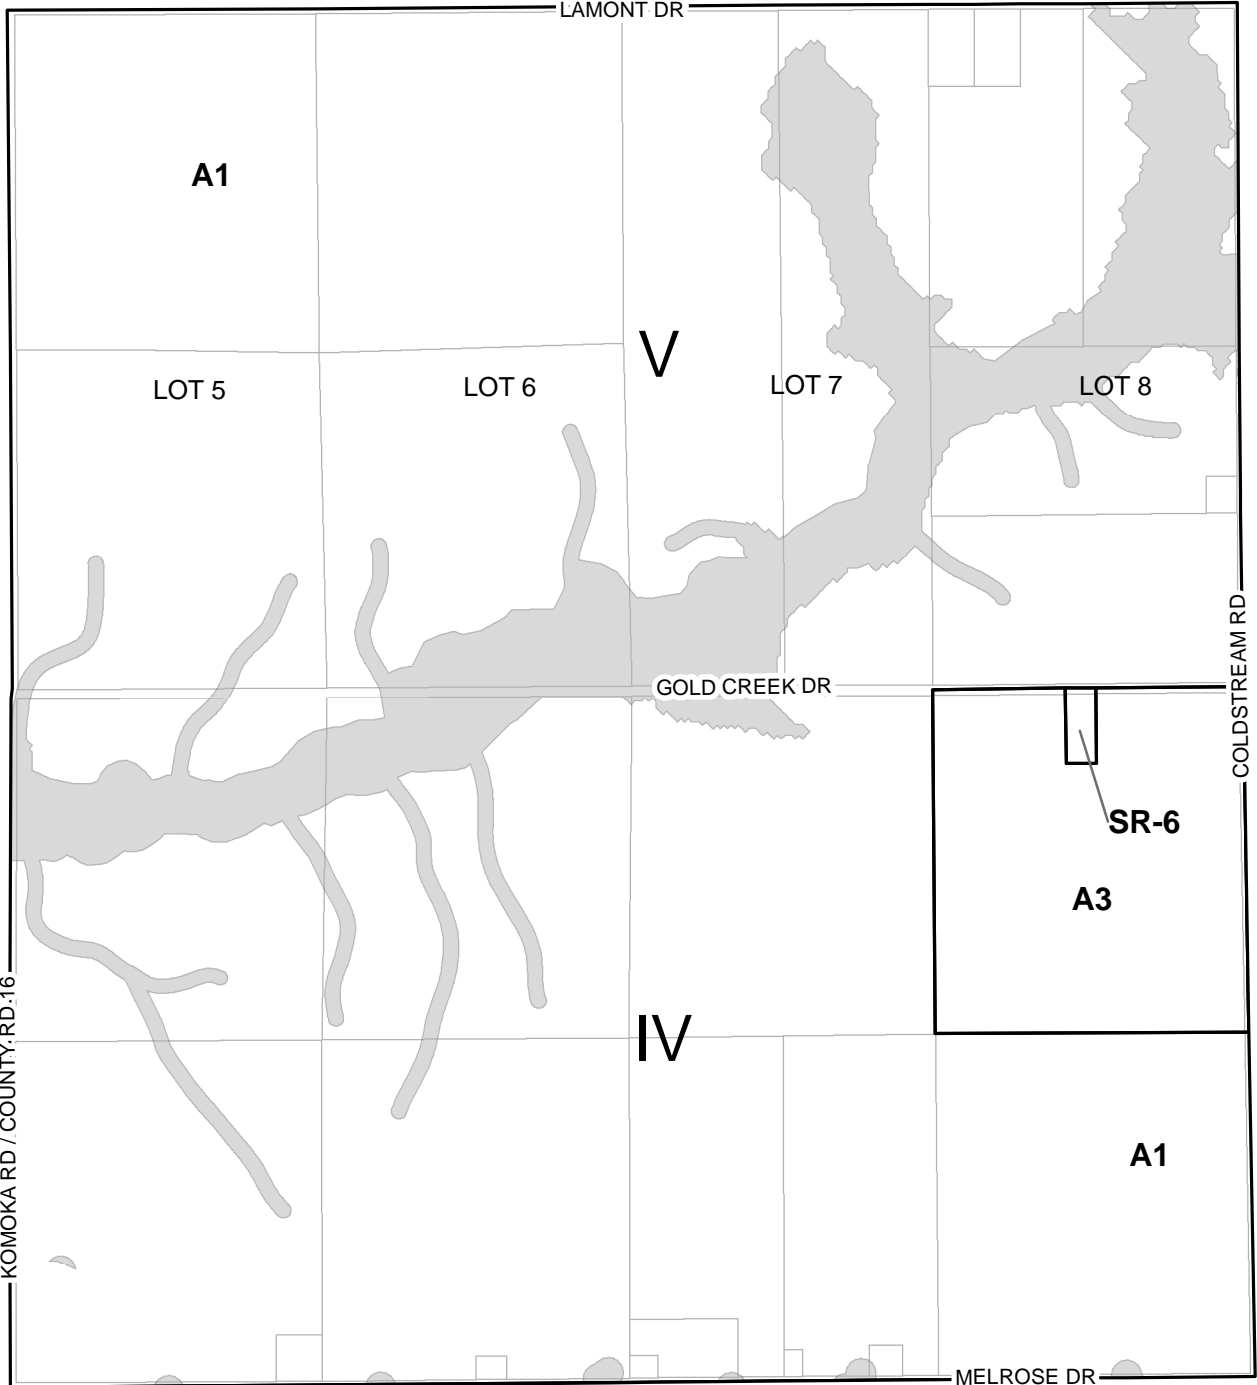 LAMONT DR
A1
V
LOT 5
LOT 6
LOT 7
LOT 8
GOLD CREEK DR
COLDSTREAM RD
SR-6
A3
KOMOKA RD / COUNTY RD 16
IV
A1
MELROSE DR